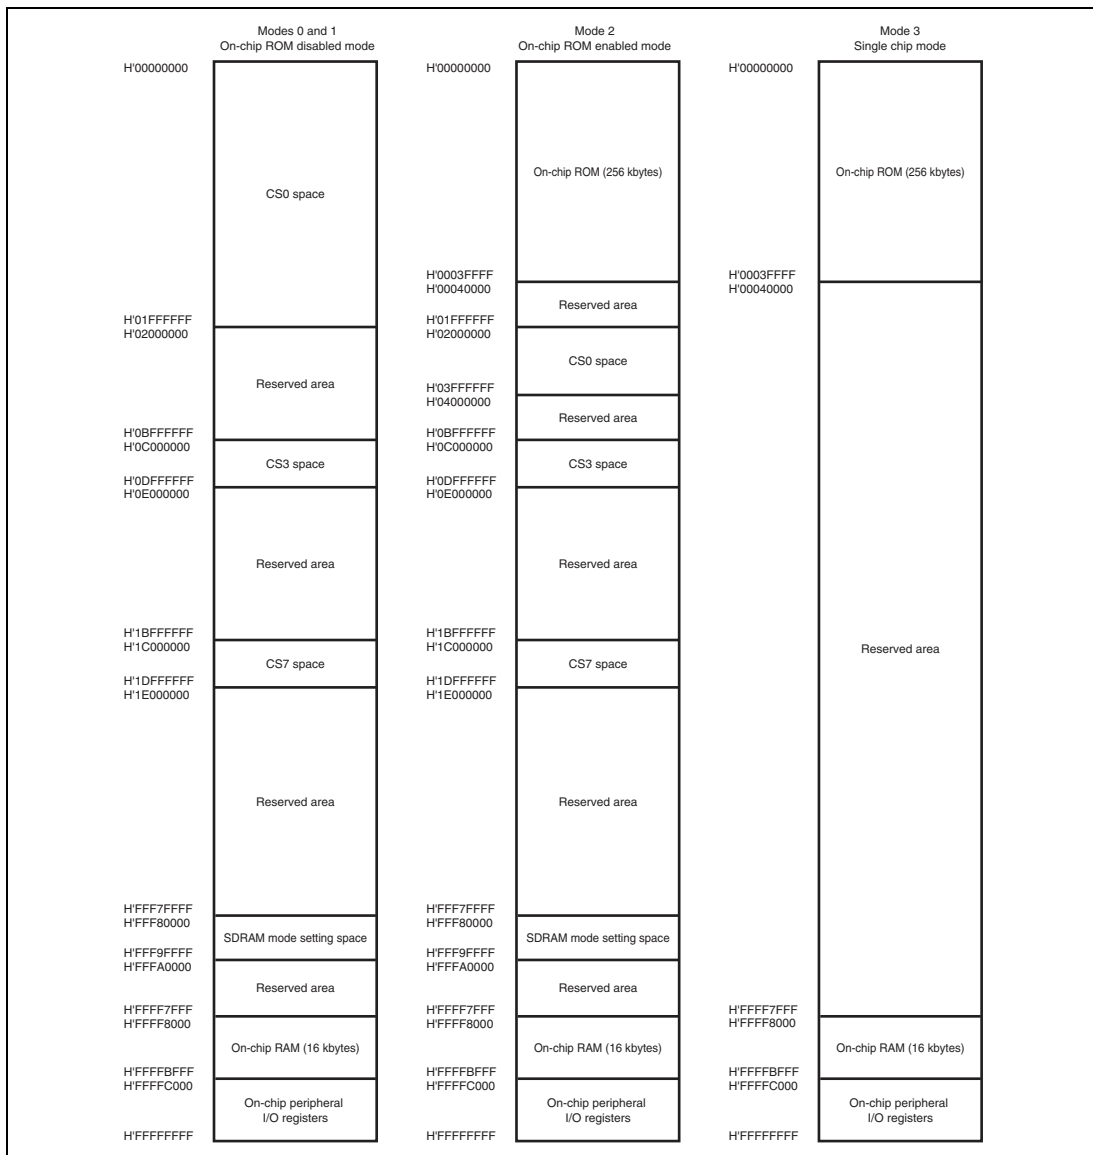 Modes 0 and 1
On-chip ROM disabled mode
H'00000000
CS0 space
H'01FFFFFF
H'02000000
Reserved area
H'0BFFFFFF
H'0C000000
CS3 space
H'0DFFFFFF
H'0E000000
Reserved area
H'1BFFFFFF
H'1C000000
CS7 space
H'1DFFFFFF
H'1E000000
Reserved area
H'FFF7FFFF
H'FFF80000
SDRAM mode setting space
H'FFF9FFFF
H'FFFA0000
Reserved area
H'FFFF7FFF
H'FFFF8000
On-chip RAM (16 kbytes)
H'FFFFBFFF
H'FFFFC000
On-chip peripheral
I/O registers
H'FFFFFFFF
Mode 2
On-chip ROM enabled mode
H'00000000
On-chip ROM (256 kbytes)
H'0003FFFF
H'00040000
Reserved area
H'01FFFFFF
H'02000000
CS0 space
H'03FFFFFF
H'04000000
Reserved area
H'0BFFFFFF
H'0C000000
CS3 space
H'0DFFFFFF
H'0E000000
Reserved area
H'1BFFFFFF
H'1C000000
CS7 space
H'1DFFFFFF
H'1E000000
Reserved area
H'FFF7FFFF
H'FFF80000
SDRAM mode setting space
H'FFF9FFFF
H'FFFA0000
Reserved area
H'FFFF7FFF
H'FFFF8000
On-chip RAM (16 kbytes)
H'FFFFBFFF
H'FFFFC000
On-chip peripheral
I/O registers
H'FFFFFFFF
Mode 3
Single chip mode
H'00000000
On-chip ROM (256 kbytes)
H'0003FFFF
H'00040000
Reserved area
H'FFFF7FFF
H'FFFF8000
On-chip RAM (16 kbytes)
H'FFFFBFFF
H'FFFFC000
On-chip peripheral
I/O registers
H'FFFFFFFF